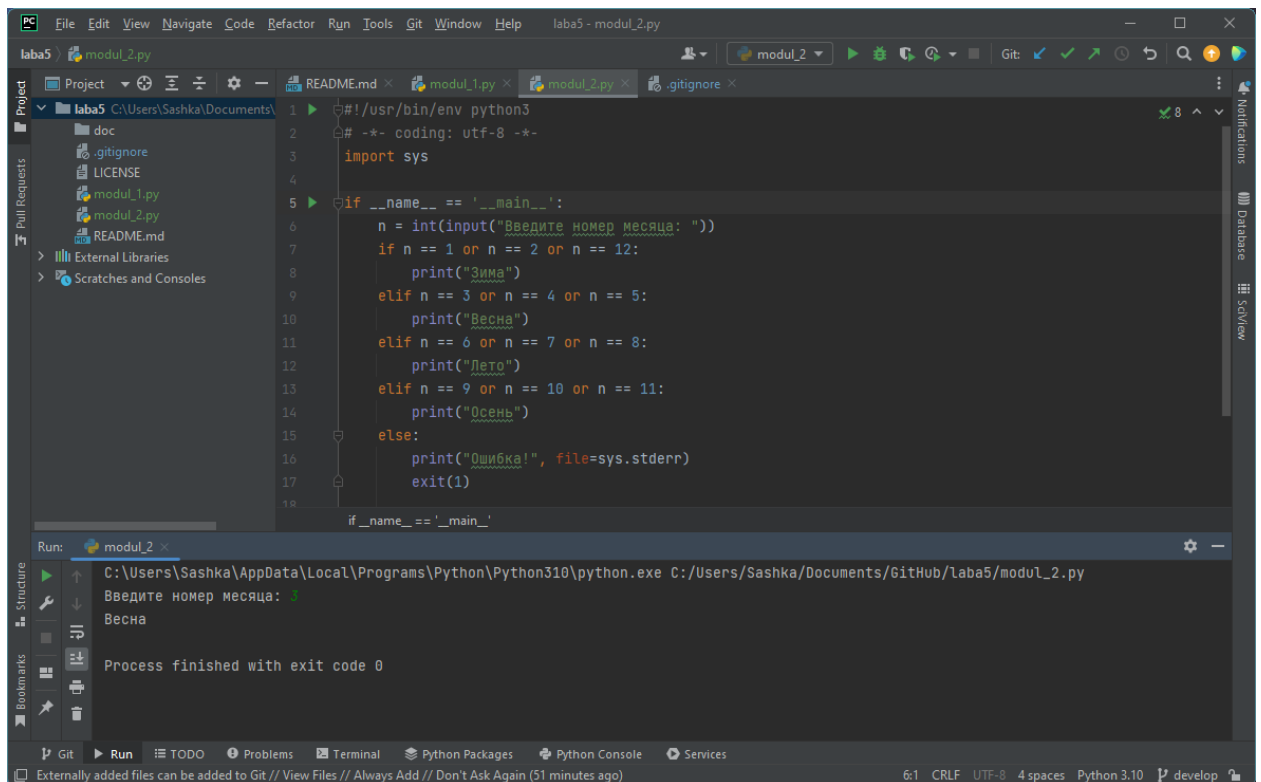 PC File Edit View Navigate Code Refactor Run Tools Git Window Help laba5 - modul_2.py
laba5 modul_2.py modul_2 Git:
Project README.md modul_1.py modul_2.py .gitignore
laba5 C:\Users\Sashka\Documents\
doc
.gitignore
LICENSE
modul_1.py
modul_2.py
README.md
External Libraries
Scratches and Consoles
1 #!/usr/bin/env python3
2 # -*- coding: utf-8 -*-
3 import sys
4
5 if __name__ == '__main__':
6 n = int(input("Введите номер месяца: "))
7 if n == 1 or n == 2 or n == 12:
8 print("Зима")
9 elif n == 3 or n == 4 or n == 5:
10 print("Весна")
11 elif n == 6 or n == 7 or n == 8:
12 print("Лето")
13 elif n == 9 or n == 10 or n == 11:
14 print("Осень")
15 else:
16 print("Ошибка!", file=sys.stderr)
17 exit(1)
18
8
if __name__ == '__main__'
Project
Pull Requests
Structure
Bookmarks
Notifications
Database
SciView
Run: modul_2
C:\Users\Sashka\AppData\Local\Programs\Python\Python310\python.exe C:/Users/Sashka/Documents/GitHub/laba5/modul_2.py
Введите номер месяца: 3
Весна
Process finished with exit code 0
Git Run TODO Problems Terminal Python Packages Python Console Services
Externally added files can be added to Git // View Files // Always Add // Don't Ask Again (51 minutes ago) 6:1 CRLF UTF-8 4 spaces Python 3.10 develop